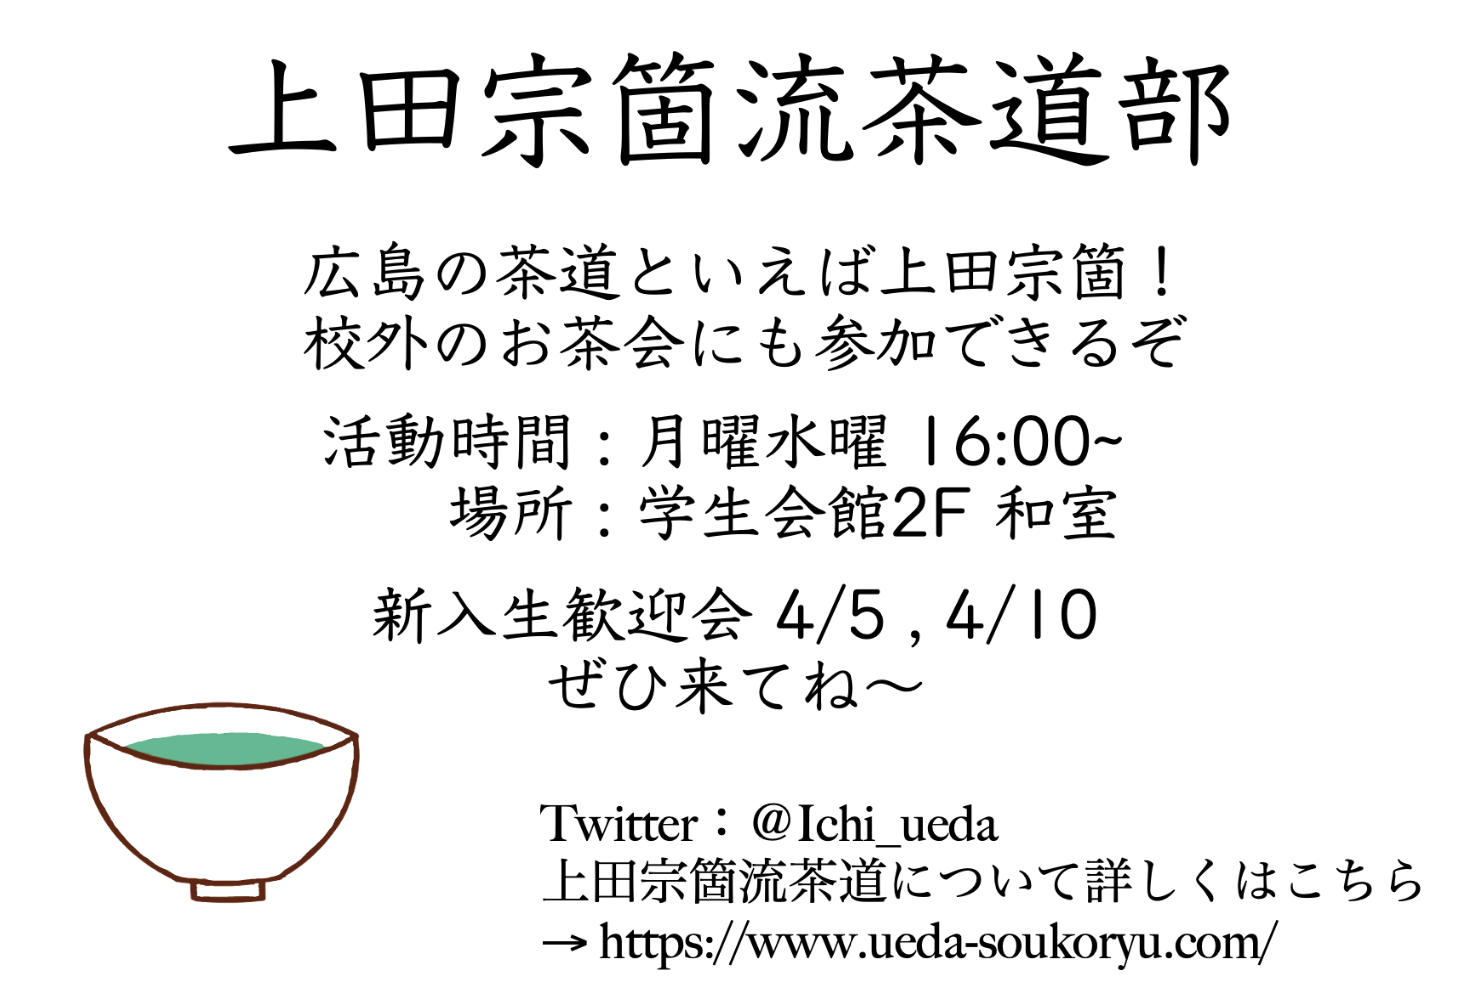 上田宗箇流茶道部
広島の茶道といえば上田宗箇！
校外のお茶会にも参加できるぞ
活動時間：月曜水曜 16:00~
場所：学生会館2F 和室
新入生歓迎会 4/5 , 4/10
ぜひ来てね～
Twitter：@Ichi_ueda
上田宗箇流茶道について詳しくはこちら
→https://www.ueda-soukoryu.com/